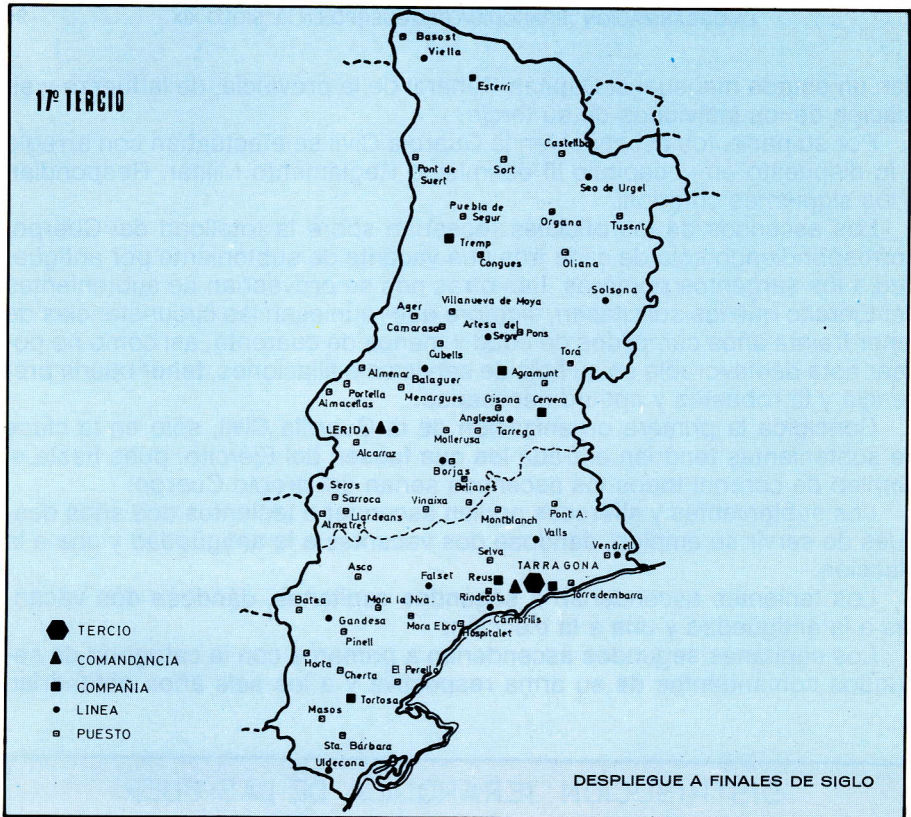 17º TERCIO
Basost
Viella
Esterri
Castellbo
Pont de
Suert
Sort
Seo de Urgel
Puebla de
Segur
Organa
Tusent
Tremp
Congues
Oliana
Solsona
Villanueva de Moya
Ager
Camarasa
Artesa del
Segre
Pons
Cubells
Tora
Almenar
Balaguer
Agramunt
Portella
Menargues
Almacellas
Gisona
Cervera
LERIDA
Anglesola
Tarrega
Mollerusa
Alcarraz
Borjas
Seros
Belianes
Sarroca
Vinaixa
Llardeans
Montblanch
Pont A.
Almatret
Valls
Selva
Vendrell
Asco
TARRAGONA
Falset
Reus
Batea
Mora la Nova
Rindecots
Torredembarra
Gandesa
Mora Ebro
Cambrills
Hospitalet
Pinell
Horta
Cherta
El Perello
Tortosa
Masos
Sta. Bárbara
Uldecona
TERCIO
COMANDANCIA
COMPAÑIA
LINEA
PUESTO
DESPLIEGUE A FINALES DE SIGLO